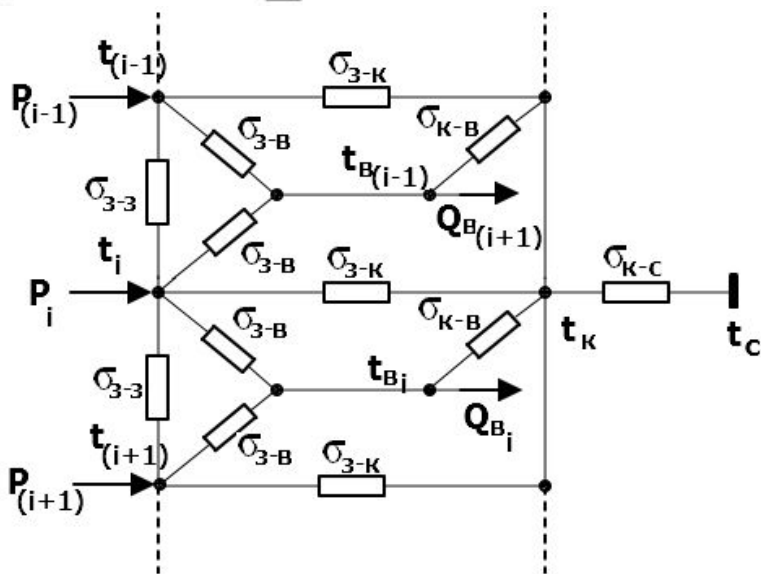 t(i-1)
P(i-1)
σз-к
σз-в
σк-в
tв(i-1)
σз-з
Qв(i+1)
ti
σз-в
σз-к
σк-с
Pi
σз-в
σк-в
tк
tс
σз-з
tвi
Qвi
t(i+1)
σз-в
σз-к
P(i+1)